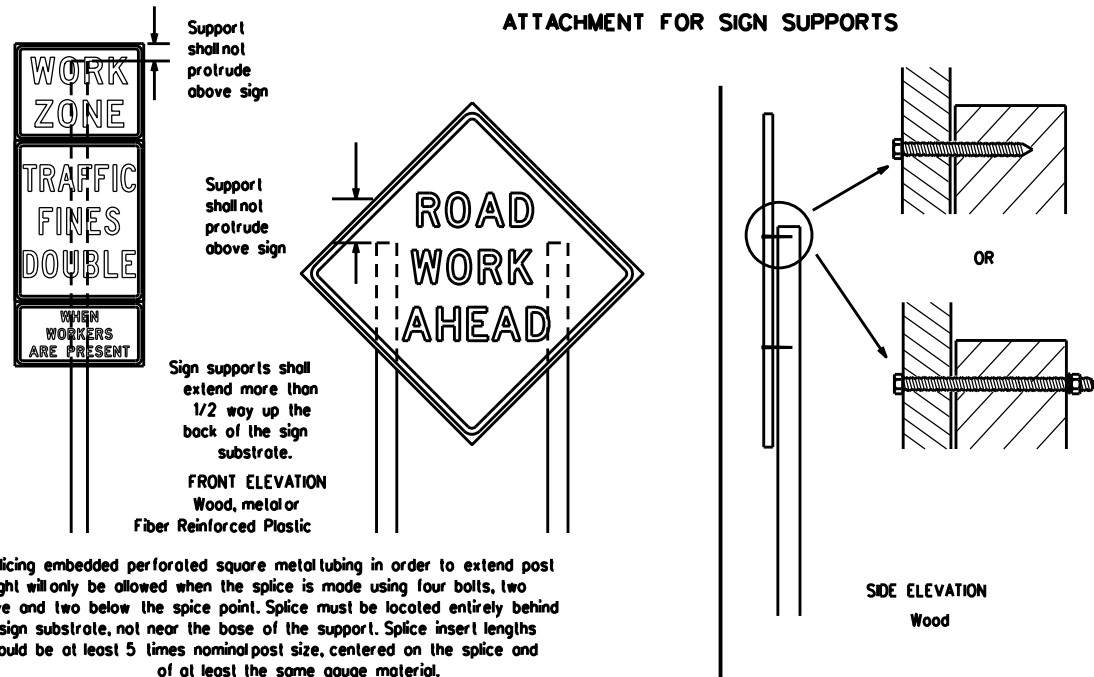 ATTACHMENT FOR SIGN SUPPORTS
Support
shall not
protrude
above sign
WORK
ZONE
TRAFFIC
FINES
DOUBLE
WHEN
WORKERS
ARE PRESENT
Support
shall not
protrude
above sign
ROAD
WORK
AHEAD
Sign supports shall
extend more than
1/2 way up the
back of the sign
substrate.
FRONT ELEVATION
Wood, metal or
Fiber Reinforced Plastic
OR
SIDE ELEVATION
Wood
embedded perforated square metal tubing in order to extend post
will only be allowed when the splice is made using four bolts, two
and two below the spice point. Splice must be located entirely behind
sign substrate, not near the base of the support. Splice insert lengths
be at least 5 times nominal post size, centered on the splice and
of at least the same gauge material.